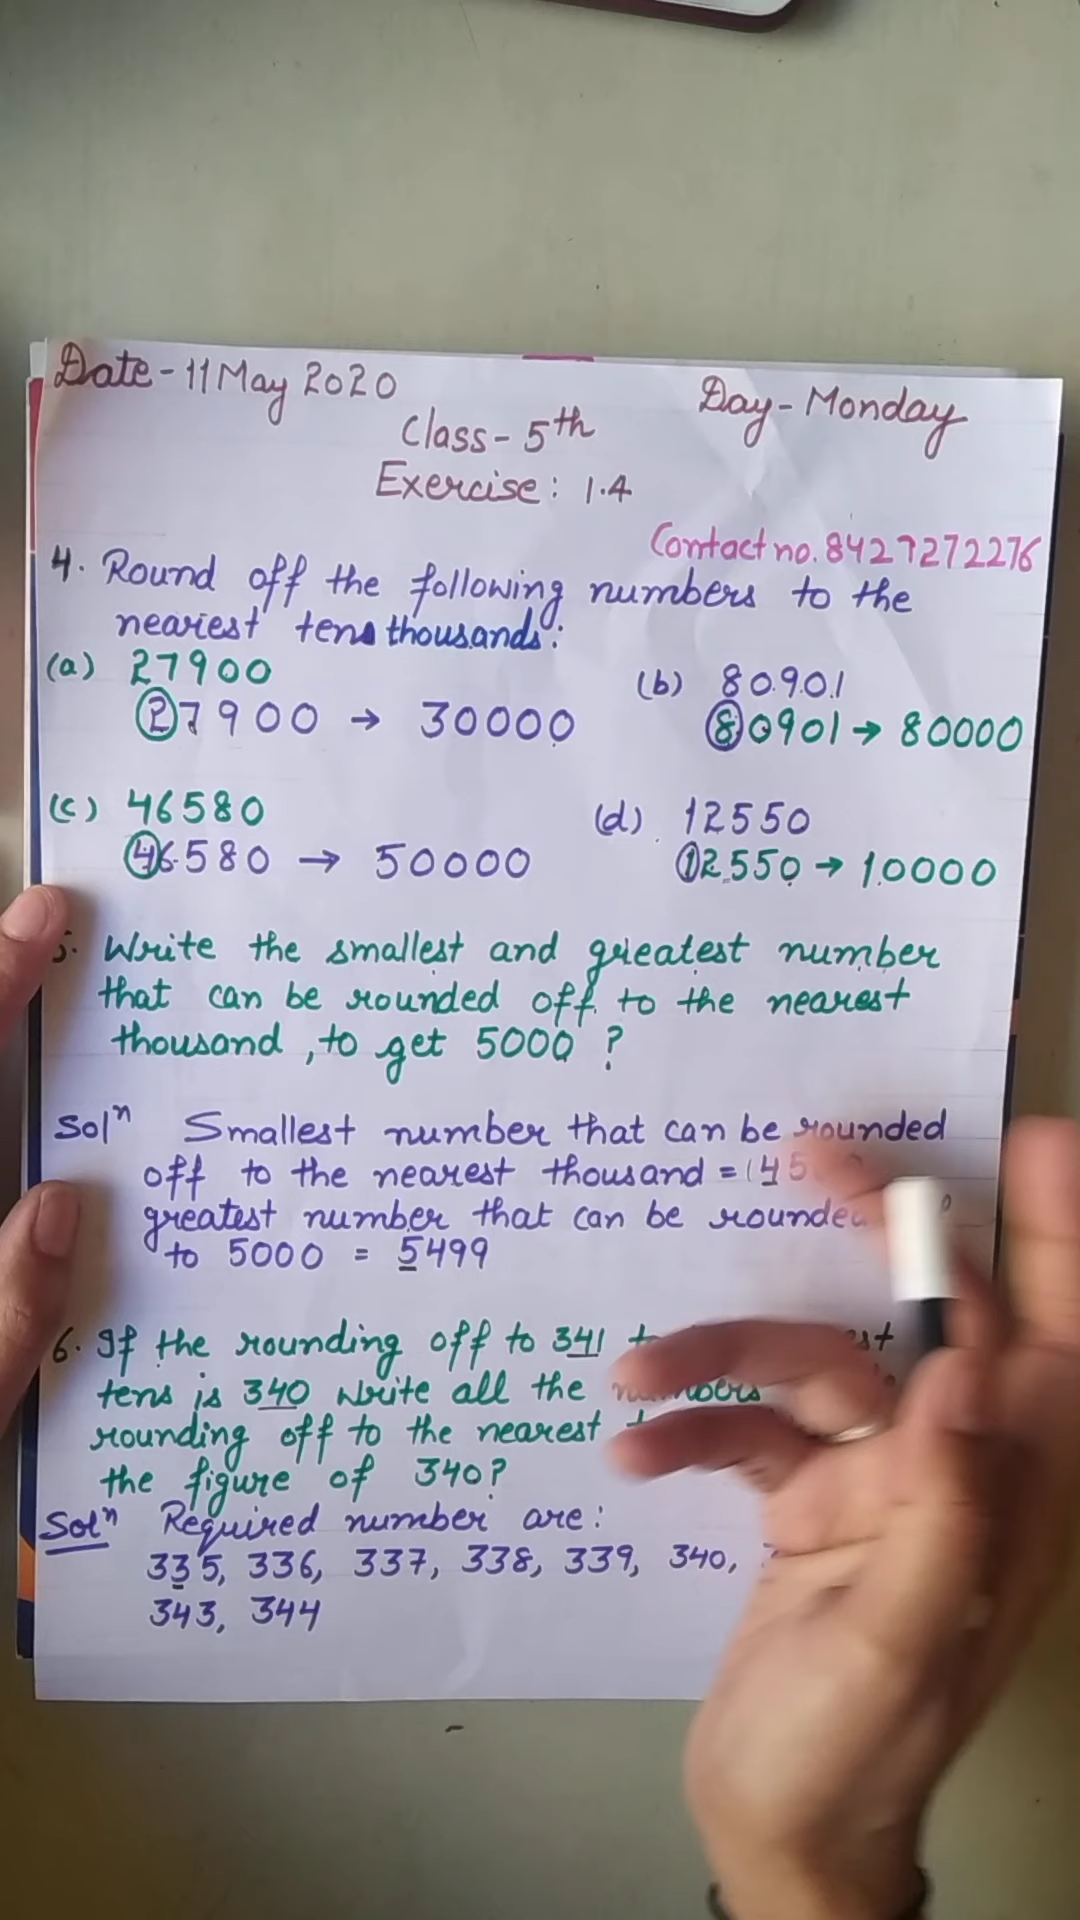 Date - 11 May 2020
Day - Monday
Class - 5th
Exercise : 1.4
Contact no. 8427272276
4. Round off the following numbers to the
nearest tens thousands :
(a) 27900
27900 → 30000
(b) 80901
80901 → 80000
(c) 46580
46580 → 50000
(d) 12550
12550 → 10000
5. Write the smallest and greatest number
that can be rounded off to the nearest
thousand , to get 5000 ?
Solⁿ Smallest number that can be rounded
off to the nearest thousand =
greatest number that can be rounded
to 5000 = 5499
6. If the rounding off to 341
tens is 340 Write all the numbers
rounding off to the nearest
the figure of 340?
Solⁿ Required number are :
335, 336, 337, 338, 339, 340,
343, 344